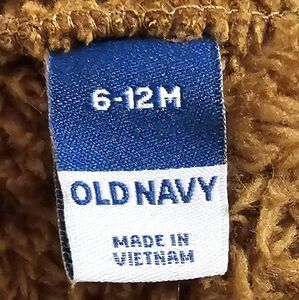 6-12 M
OLD NAVY
MADE IN
VIETNAM